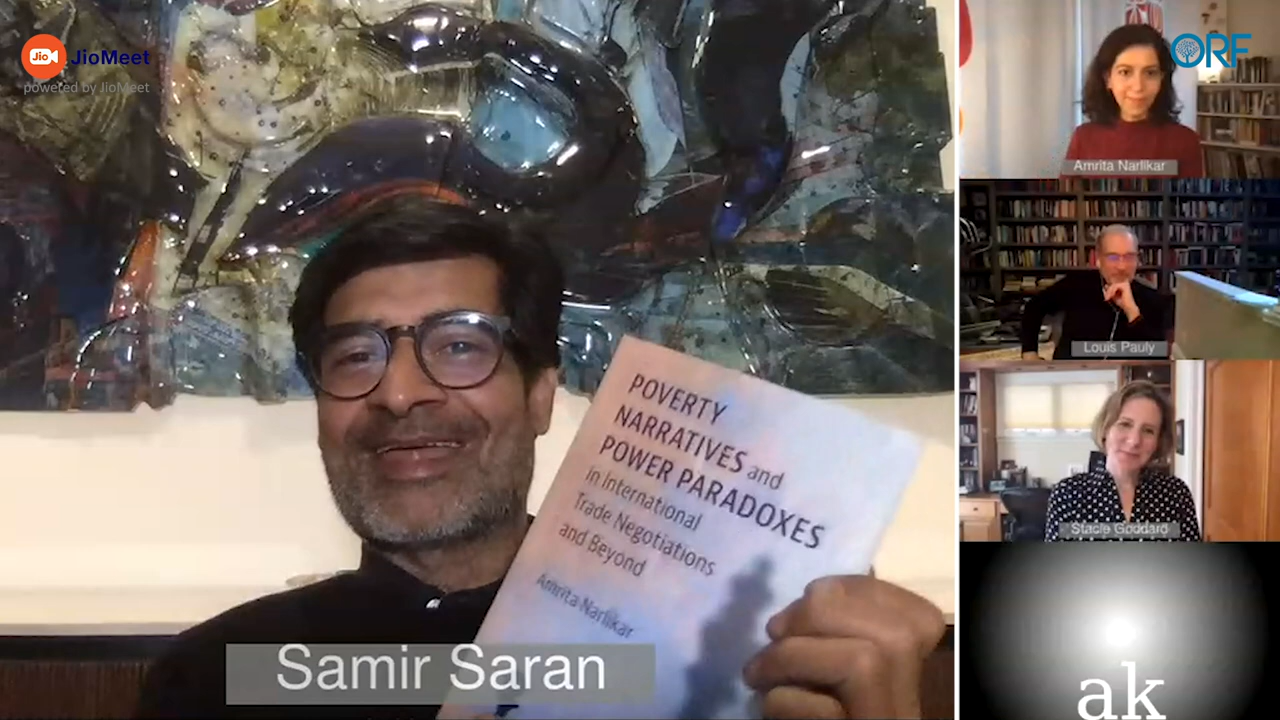 Jio
JioMeet
powered by JioMeet
POVERTY
NARRATIVES and
POWER PARADOXES
in International
Trade Negotiations
and Beyond
Amrita Narlikar
Samir Saran
ORF
Amrita Narlikar
Louis Pauly
Stacie Goddard
ak